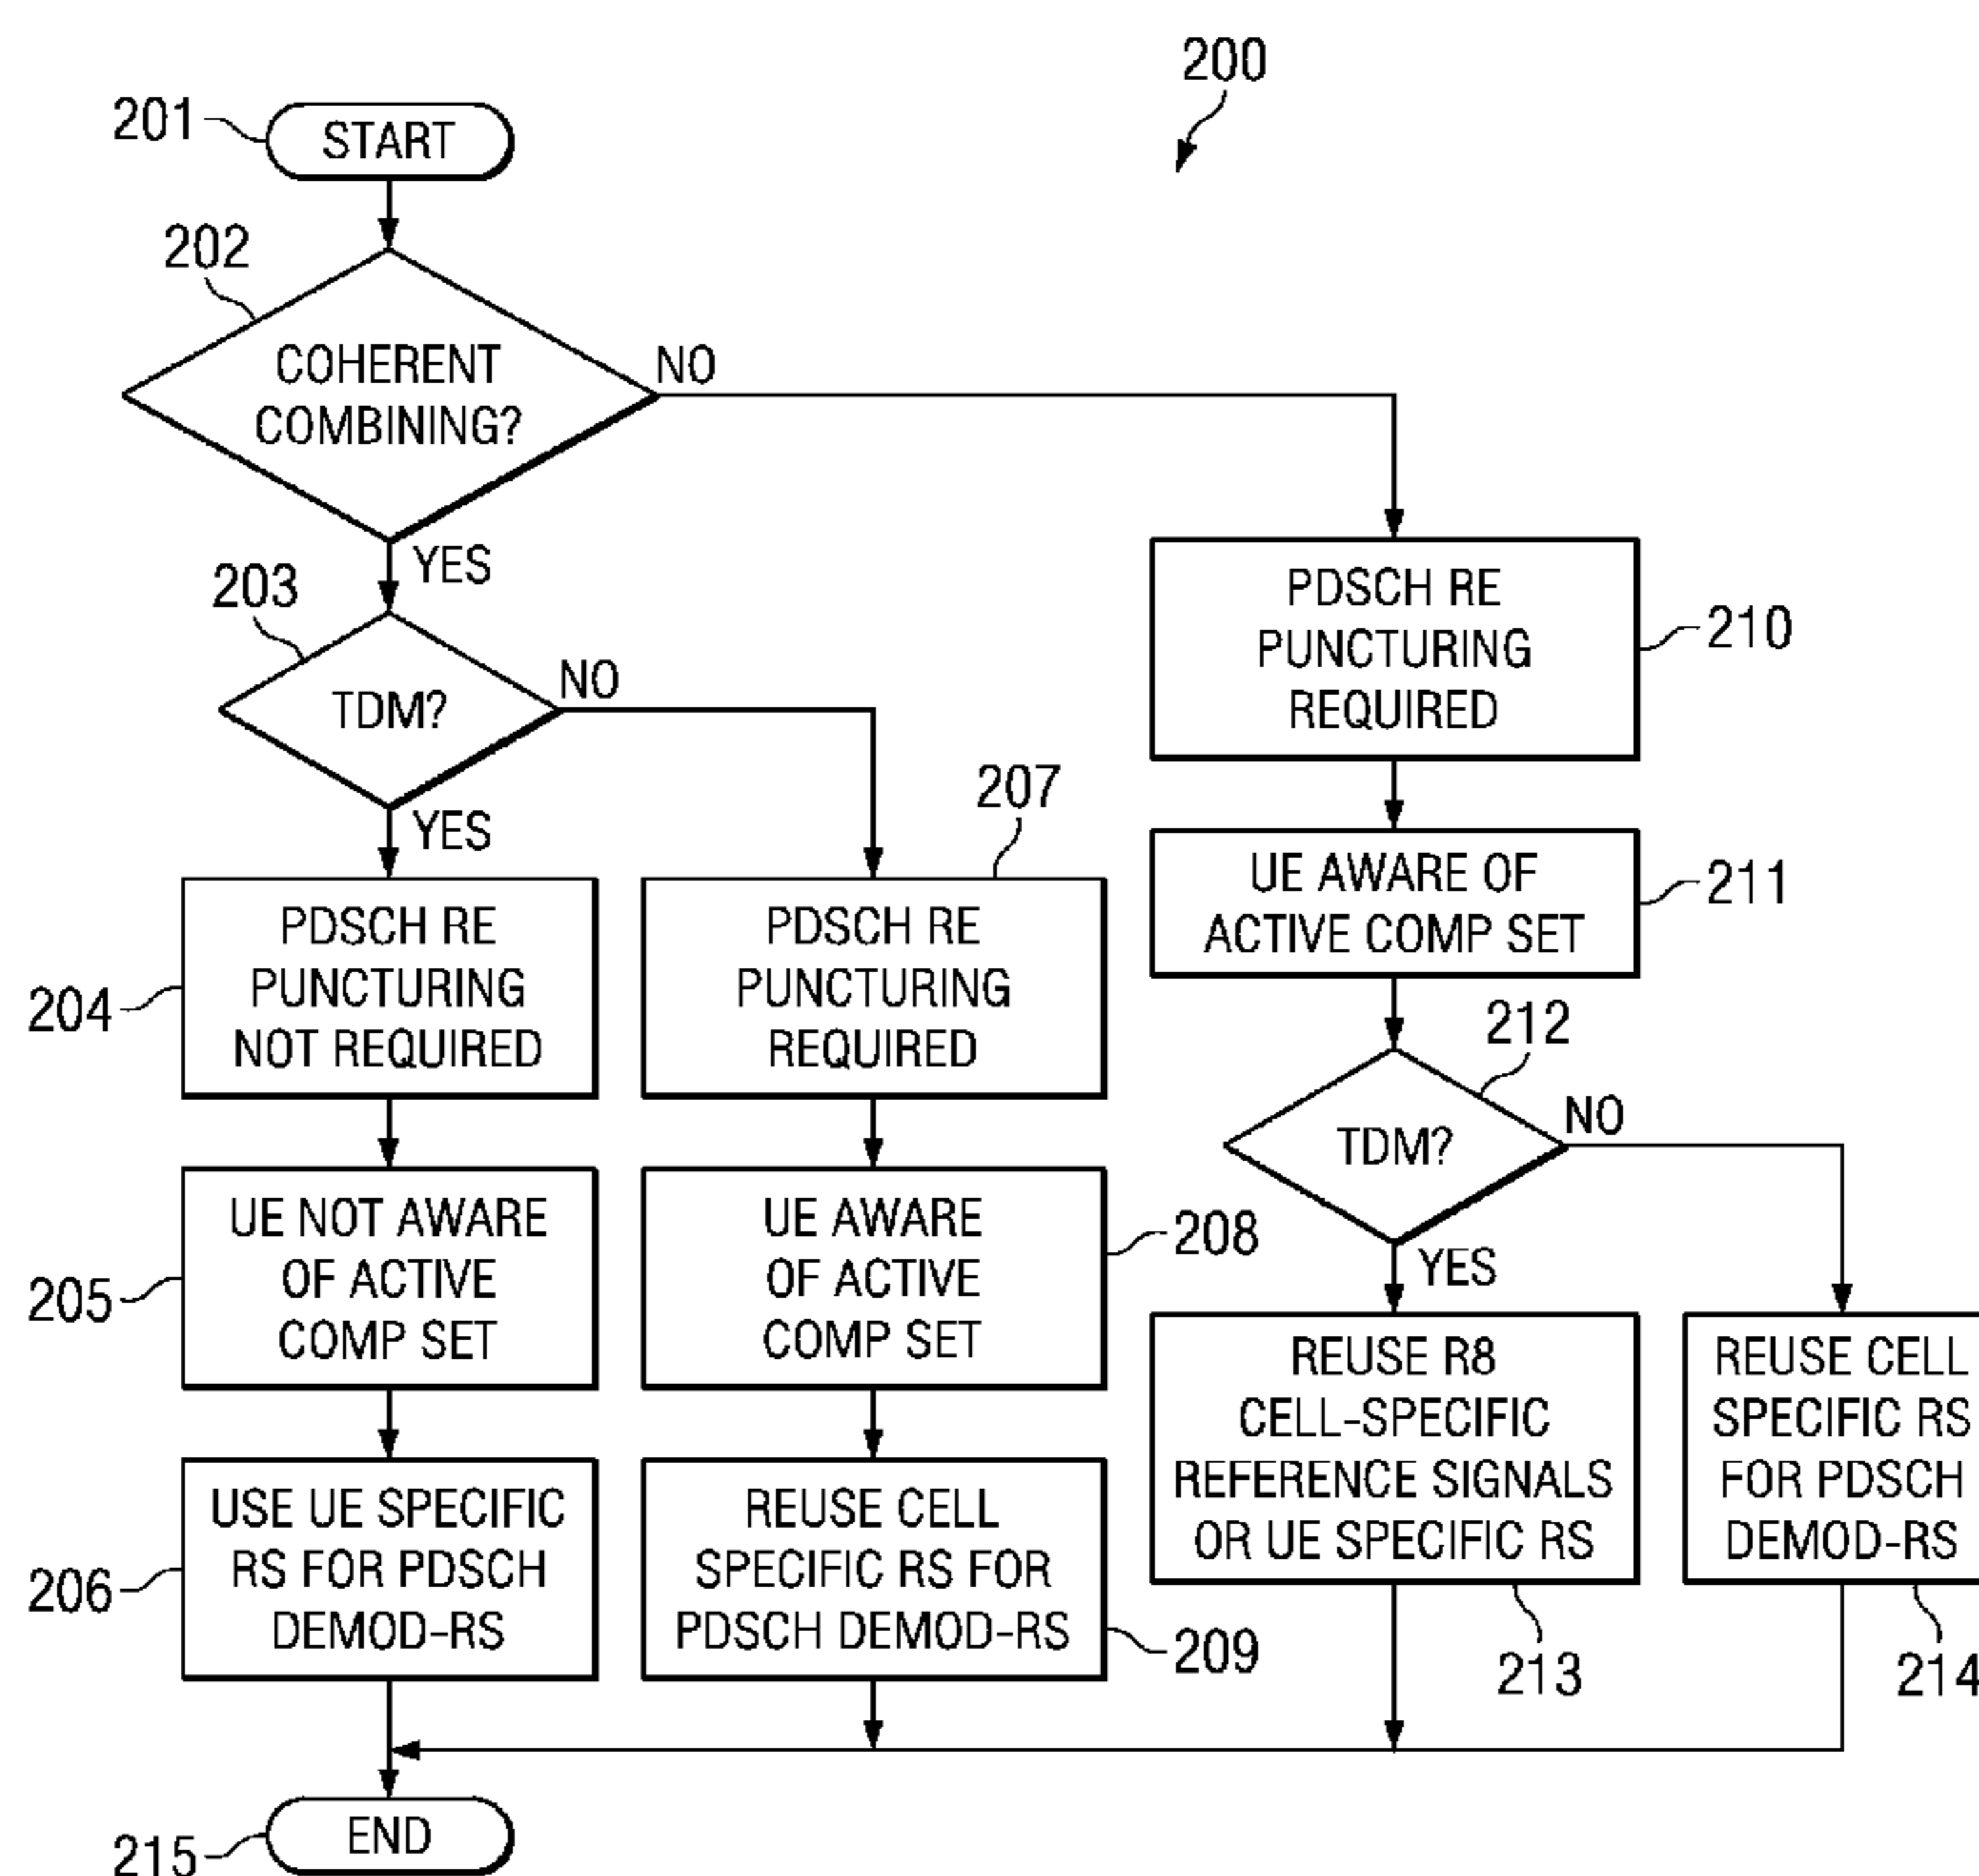 200
201
START
202
COHERENT
COMBINING?
NO
YES
203
TDM?
NO
YES
204
PDSCH RE
PUNCTURING
NOT REQUIRED
205
UE NOT AWARE
OF ACTIVE
COMP SET
206
USE UE SPECIFIC
RS FOR PDSCH
DEMOD-RS
207
PDSCH RE
PUNCTURING
REQUIRED
UE AWARE
OF ACTIVE
COMP SET
208
REUSE CELL
SPECIFIC RS FOR
PDSCH DEMOD-RS
209
PDSCH RE
PUNCTURING
REQUIRED
210
UE AWARE OF
ACTIVE COMP SET
211
212
TDM?
NO
YES
REUSE R8
CELL-SPECIFIC
REFERENCE SIGNALS
OR UE SPECIFIC RS
213
REUSE CELL
SPECIFIC RS
FOR PDSCH
DEMOD-RS
214
END
215